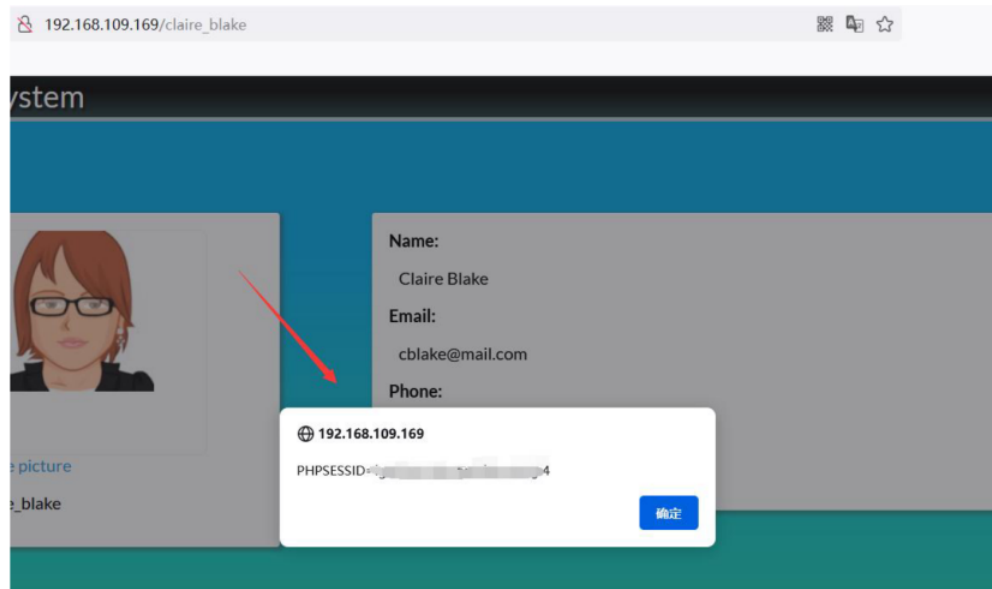 192.168.109.169/claire_blake
ystem
Name:
Claire Blake
Email:
cblake@mail.com
Phone:
192.168.109.169
PHPSESSID=
4
确定
picture
_blake